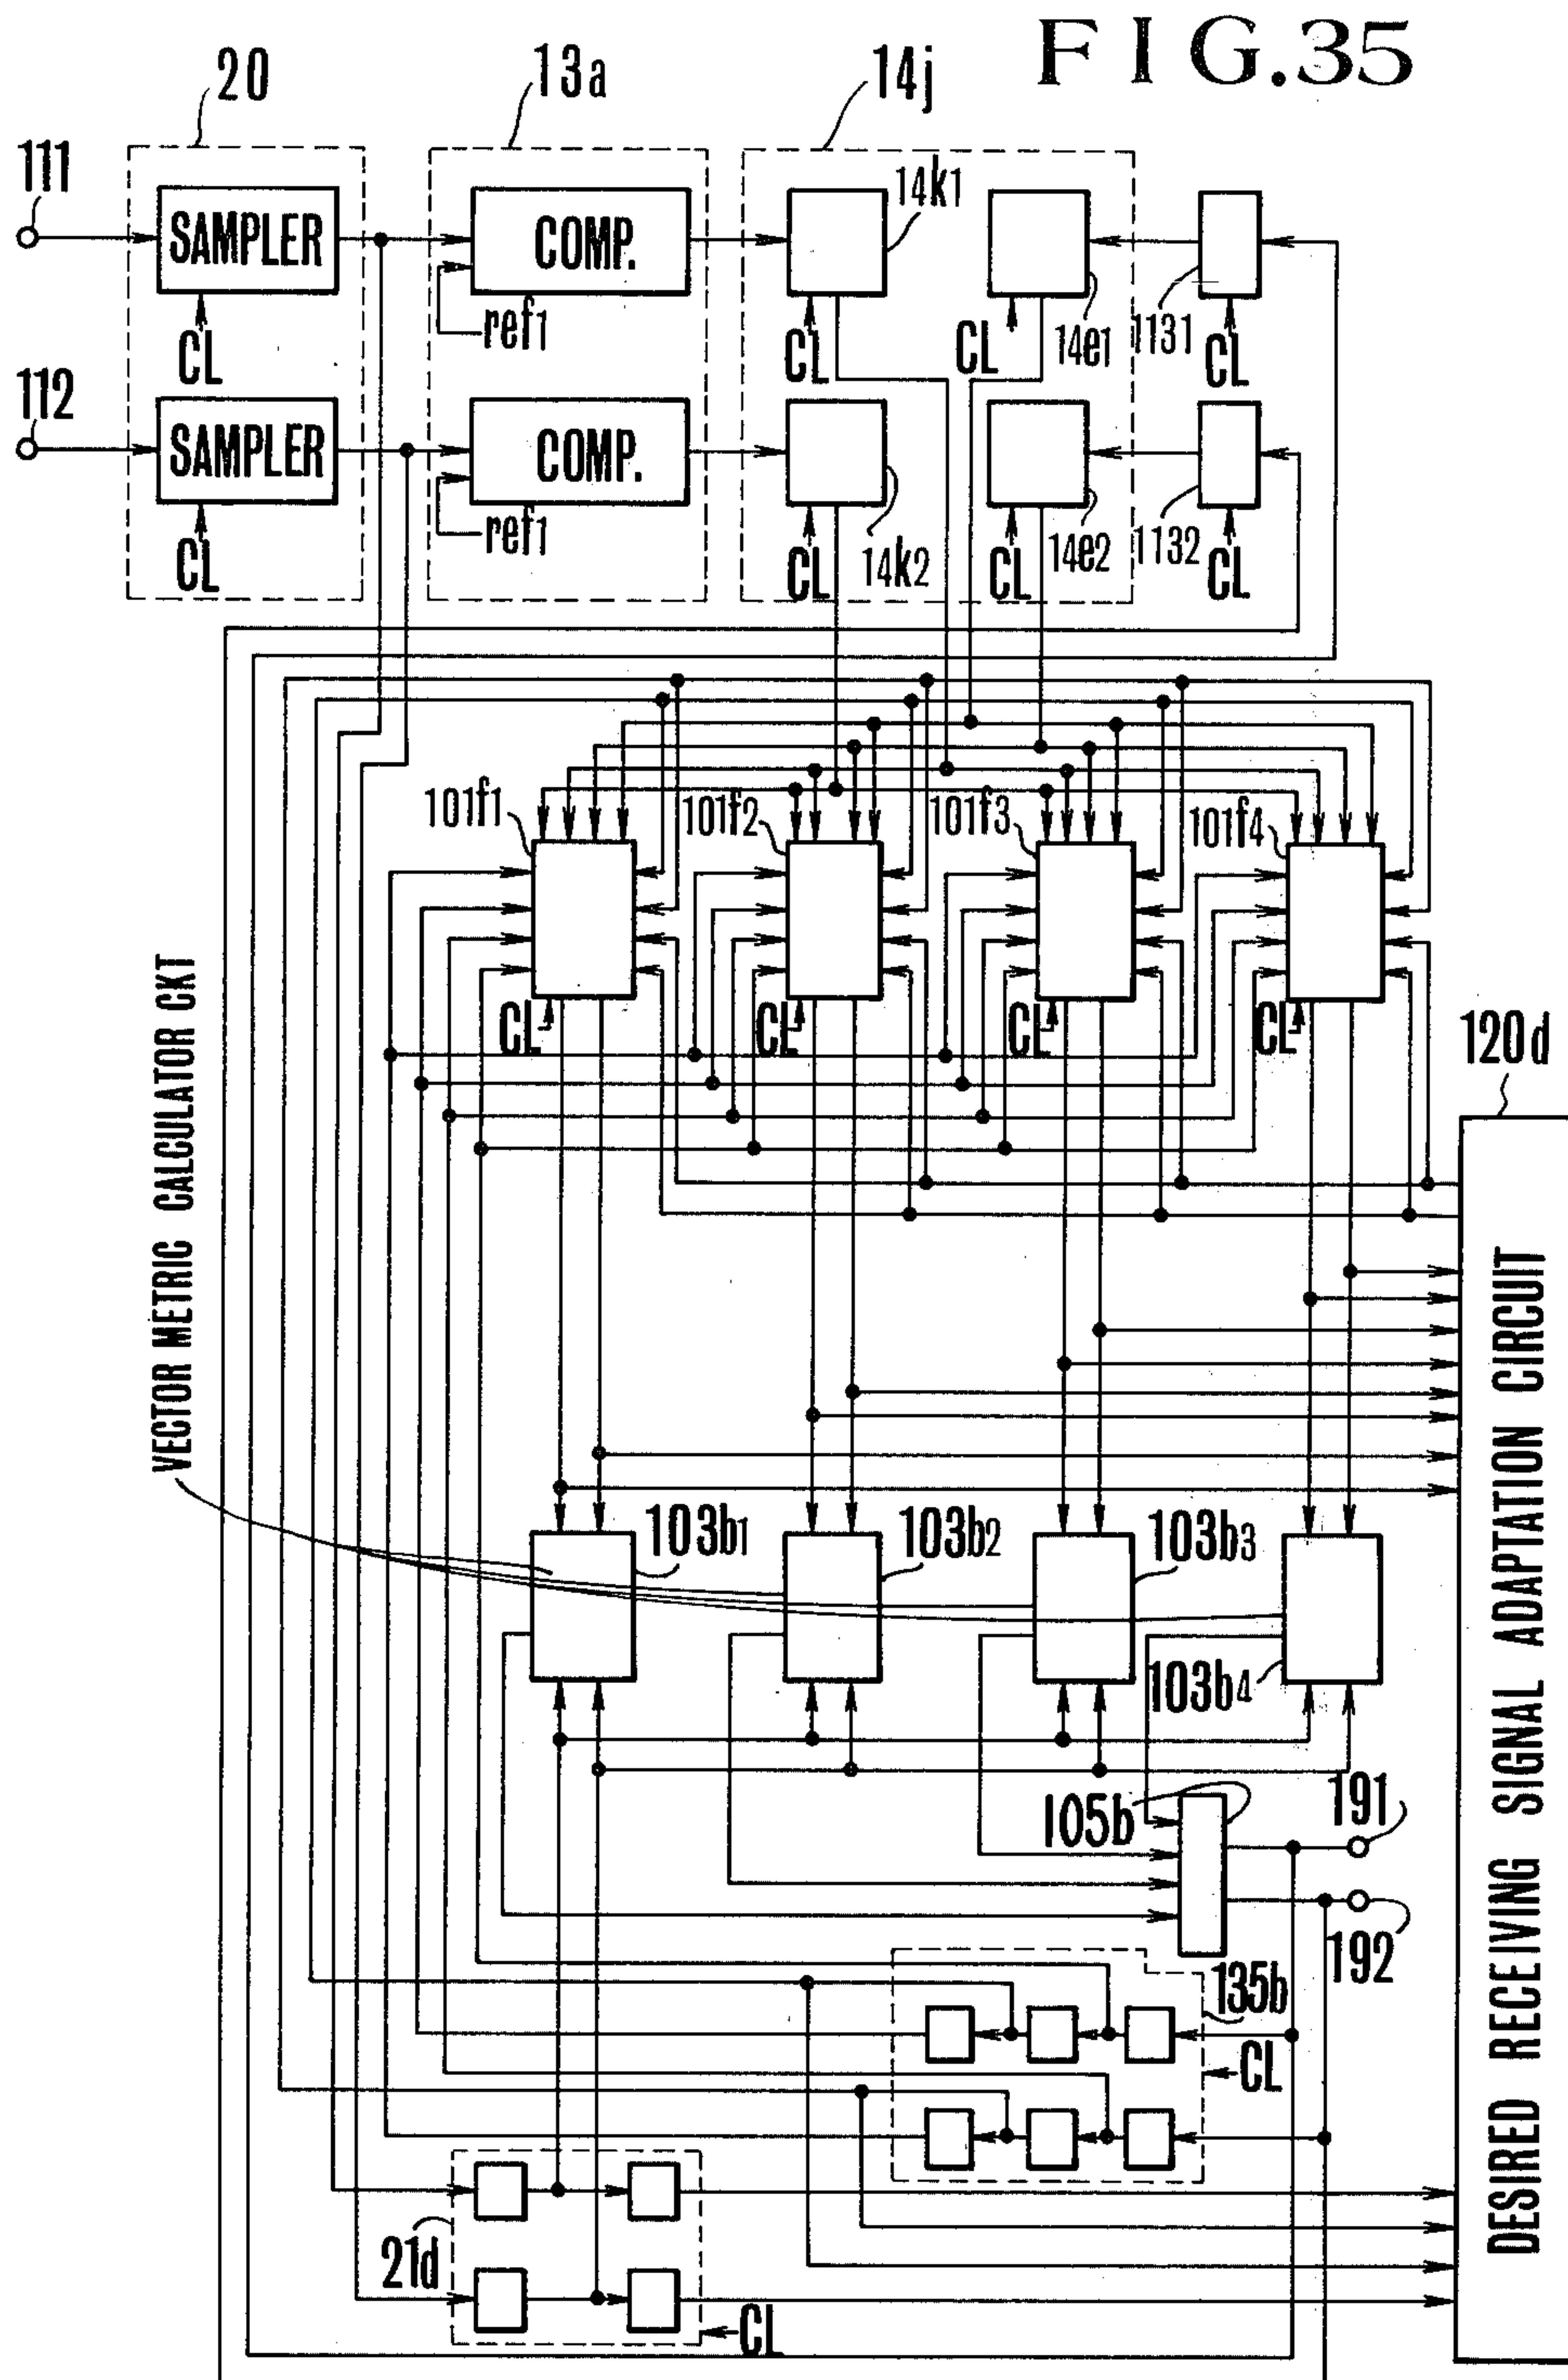 FIG.35
20
13a
14j
111
SAMPLER
COMP.
14k1
CL
ref1
CL
CL
14e1
1131
CL
112
SAMPLER
COMP.
CL
ref1
CL
14k2
CL
14e2
1132
CL
101f1
101f2
101f3
101f4
CL
CL
CL
CL
120d
VECTOR METRIC CALCULATOR CKT
DESIRED RECEIVING SIGNAL ADAPTATION CIRCUIT
103b1
103b2
103b3
103b4
105b
191
192
135b
CL
21d
CL